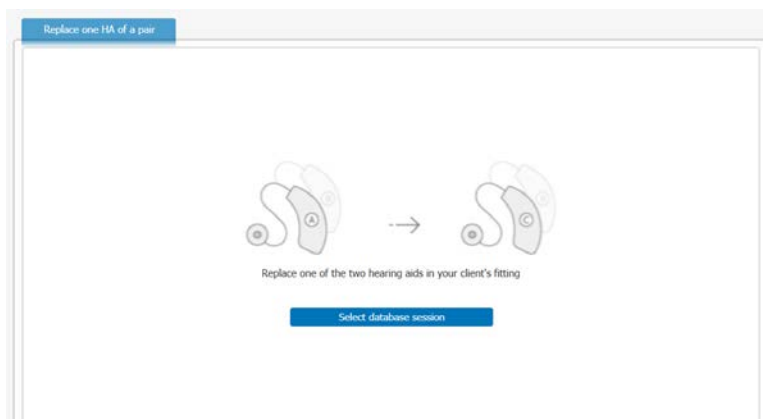 Replace one HA of a pair
A
C
Replace one of the two hearing aids in your client's fitting
Select database session